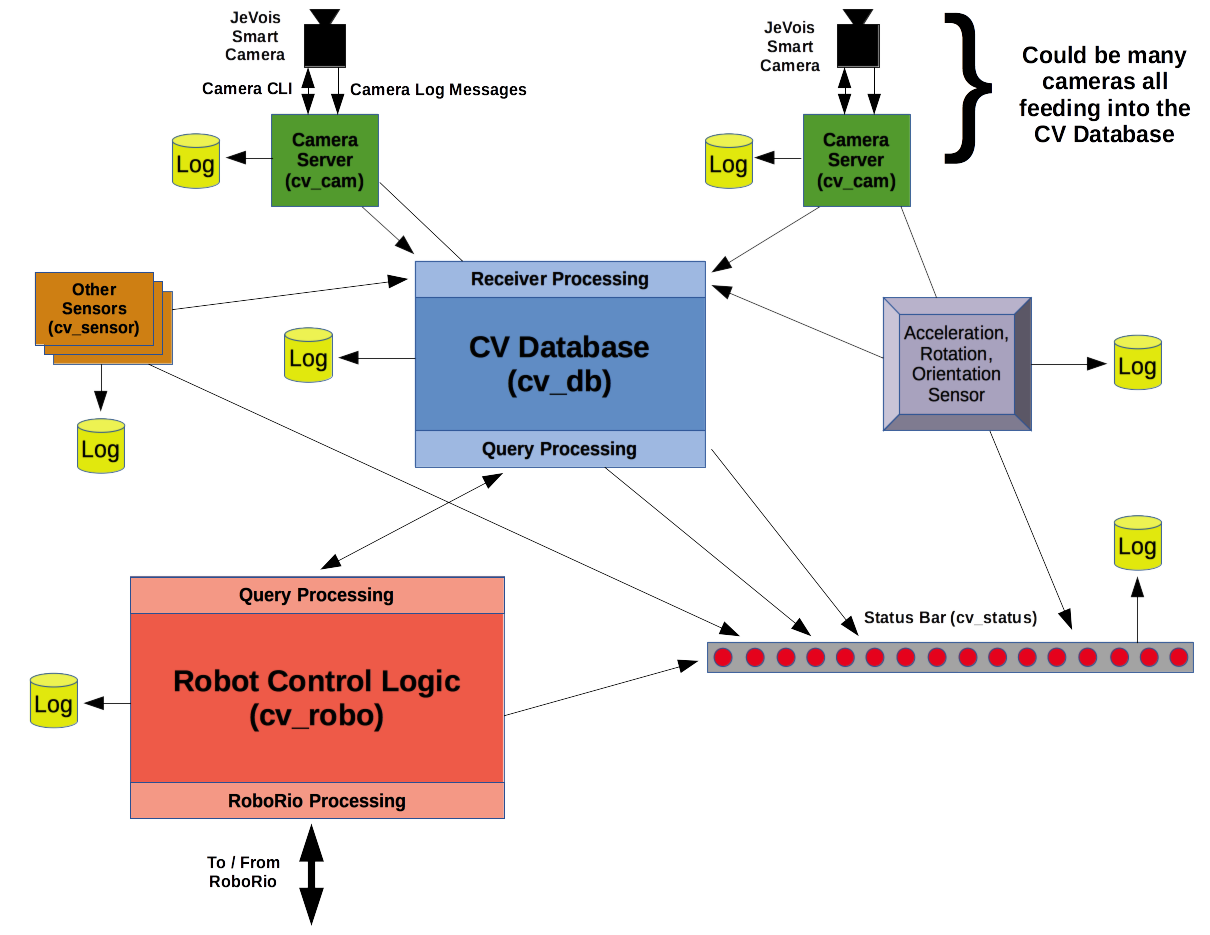 JeVois
Smart
Camera
JeVois
Smart
Camera
Could be many
cameras all
feeding into the
CV Database
Camera CLI
Camera Log Messages
Camera
Server
(cv_cam)
Log
Camera
Server
(cv_cam)
Log
Other
Sensors
(cv_sensor)
Log
Receiver Processing
CV Database
(cv_db)
Query Processing
Log
Acceleration,
Rotation,
Orientation
Sensor
Log
Log
Status Bar (cv_status)
Query Processing
Robot Control Logic
(cv_robo)
RoboRio Processing
Log
To / From
RoboRio